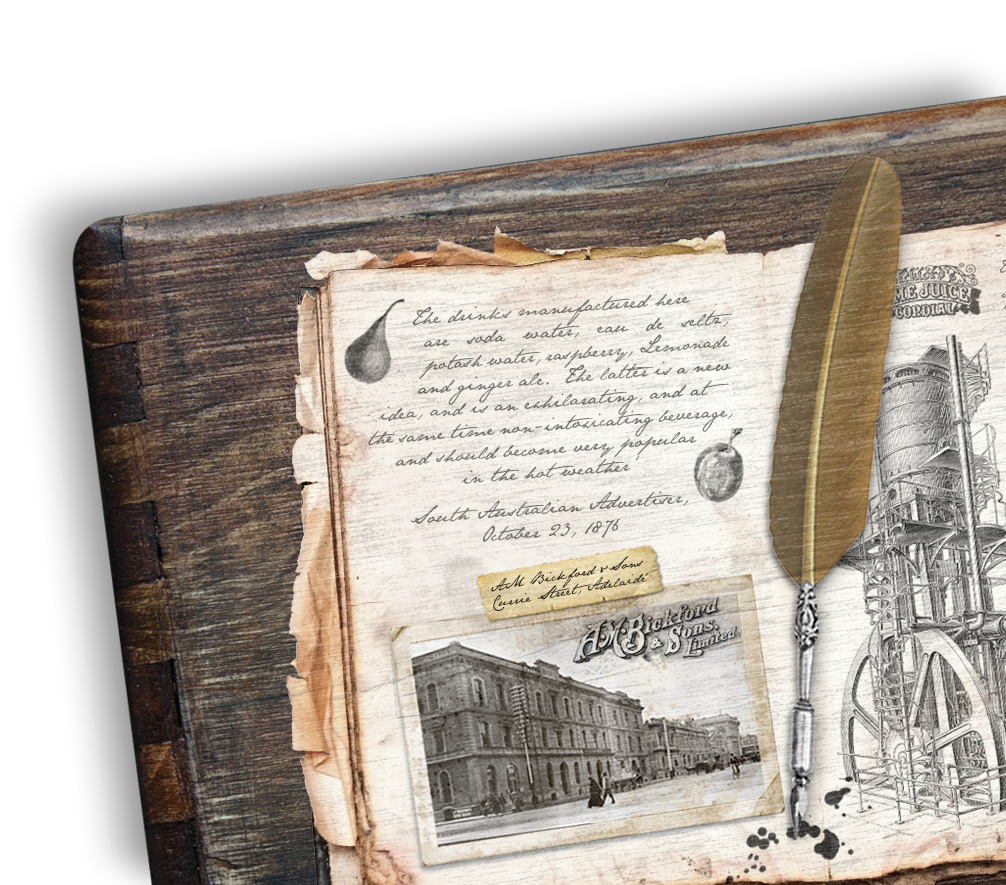 The drinks manufactured here
are soda water, eau de seltz,
potash water, raspberry, Lemonade
and ginger ale. The latter is a new
idea, and is an exhilarating, and at
the same time non-intoxicating beverage,
and should become very popular
in the hot weather
South Australian Advertiser,
October 23, 1876
AM Bickford & Sons
Currie Street, Adelaide
A.M. Bickford
& Sons.
Limited.
ME JUICE
CORDIAL